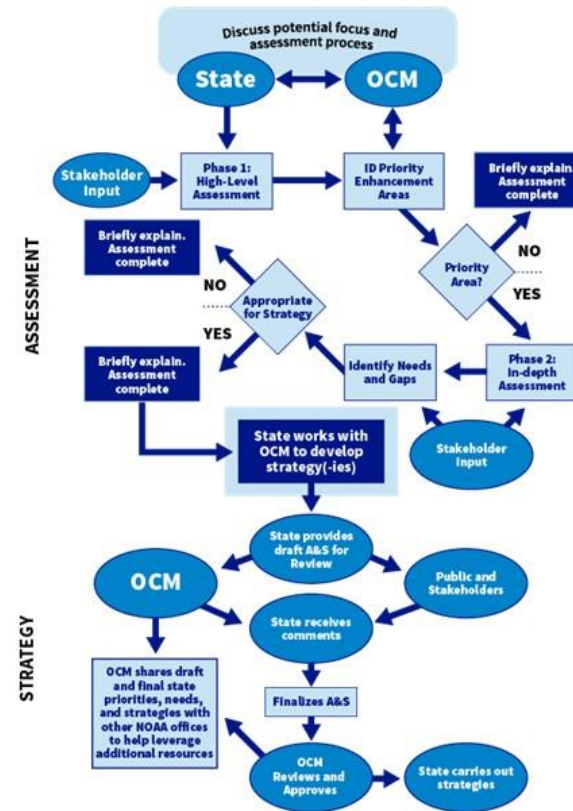 Discuss potential focus and
assessment process
State
OCM
Stakeholder
Input
Phase 1:
High-Level
Assessment
ID Priority
Enhancement
Areas
Briefly explain.
Assessment
complete
Briefly explain.
Assessment
complete
NO
YES
Appropriate
for Strategy
Priority
Area?
NO
YES
ASSESSMENT
Briefly explain.
Assessment
complete
Identify Needs
and Gaps
Phase 2:
In-depth
Assessment
State works with
OCM to develop
strategy(-ies)
Stakeholder
Input
State provides
draft A&S for
Review
OCM
Public and
Stakeholders
State receives
comments
STRATEGY
OCM shares draft
and final state
priorities, needs,
and strategies with
other NOAA offices
to help leverage
additional resources
Finalizes A&S
OCM
Reviews and
Approves
State carries out
strategies